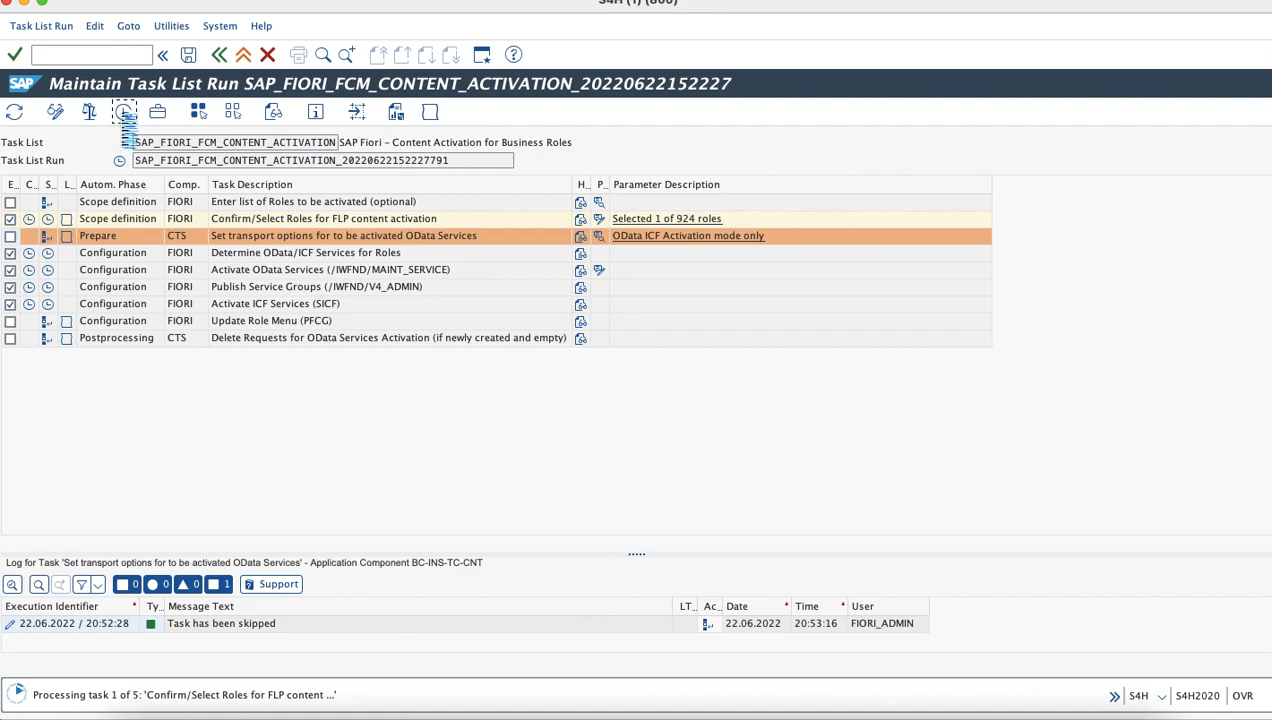 S4H (1) (800)
Task List Run Edit Goto Utilities System Help
SAP Maintain Task List Run SAP_FIORI_FCM_CONTENT_ACTIVATION_20220622152227
Task List SAP_FIORI_FCM_CONTENT_ACTIVATION SAP Fiori - Content Activation for Business Roles
Task List Run SAP_FIORI_FCM_CONTENT_ACTIVATION_20220622152227791
E.. C.. S.. L.. Autom. Phase Comp. Task Description H.. P.. Parameter Description
Scope definition FIORI Enter list of Roles to be activated (optional)
Scope definition FIORI Confirm/Select Roles for FLP content activation Selected 1 of 924 roles
Prepare CTS Set transport options for to be activated OData Services OData ICF Activation mode only
Configuration FIORI Determine OData/ICF Services for Roles
Configuration FIORI Activate OData Services (/IWFND/MAINT_SERVICE)
Configuration FIORI Publish Service Groups (/IWFND/V4_ADMIN)
Configuration FIORI Activate ICF Services (SICF)
Configuration FIORI Update Role Menu (PFCG)
Postprocessing CTS Delete Requests for OData Services Activation (if newly created and empty)
Log for Task 'Set transport options for to be activated OData Services' - Application Component BC-INS-TC-CNT
0 0 0 1 Support
Execution Identifier Ty.. Message Text LT.. Ac.. Date Time User
22.06.2022 / 20:52:28 Task has been skipped 22.06.2022 20:53:16 FIORI_ADMIN
Processing task 1 of 5: 'Confirm/Select Roles for FLP content ...' S4H S4H2020 OVR